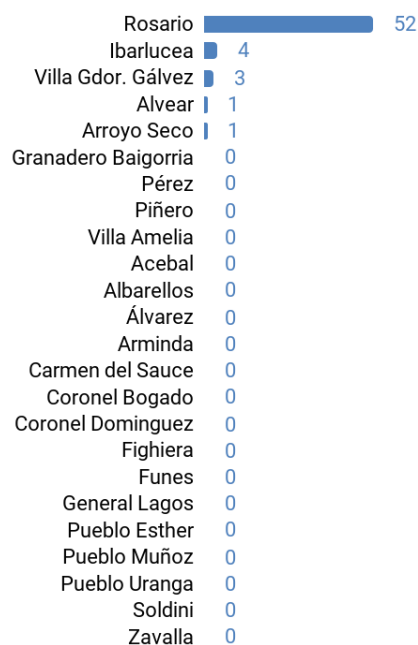 Rosario 52
Ibarlucea 4
Villa Gdor. Gálvez 3
Alvear 1
Arroyo Seco 1
Granadero Baigorria 0
Pérez 0
Piñero 0
Villa Amelia 0
Acebal 0
Albarellos 0
Álvarez 0
Arminda 0
Carmen del Sauce 0
Coronel Bogado 0
Coronel Dominguez 0
Fighiera 0
Funes 0
General Lagos 0
Pueblo Esther 0
Pueblo Muñoz 0
Pueblo Uranga 0
Soldini 0
Zavalla 0